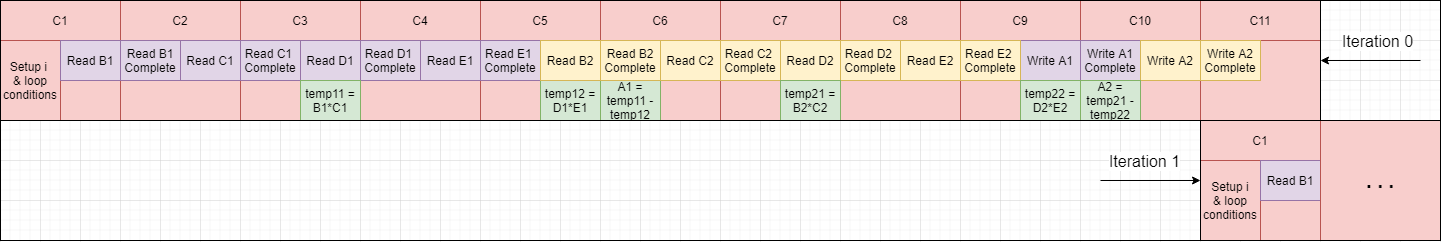 C1 C2 C3 C4 C5 C6 C7 C8 C9 C10 C11
Iteration 0
Setup i
& loop
conditions
Read B1
Read B1
Complete
Read C1
Read C1
Complete
Read D1
Read D1
Complete
Read E1
Read E1
Complete
Read B2
Read B2
Complete
Read C2
Read C2
Complete
Read D2
Read D2
Complete
Read E2
Read E2
Complete
Write A1
Write A1
Complete
Write A2
Write A2
Complete
temp11 =
B1*C1
temp12 =
D1*E1
A1 =
temp11 -
temp12
temp21 =
B2*C2
temp22 =
D2*E2
A2 =
temp21 -
temp22
C1
Iteration 1
Setup i
& loop
conditions
Read B1
. . .